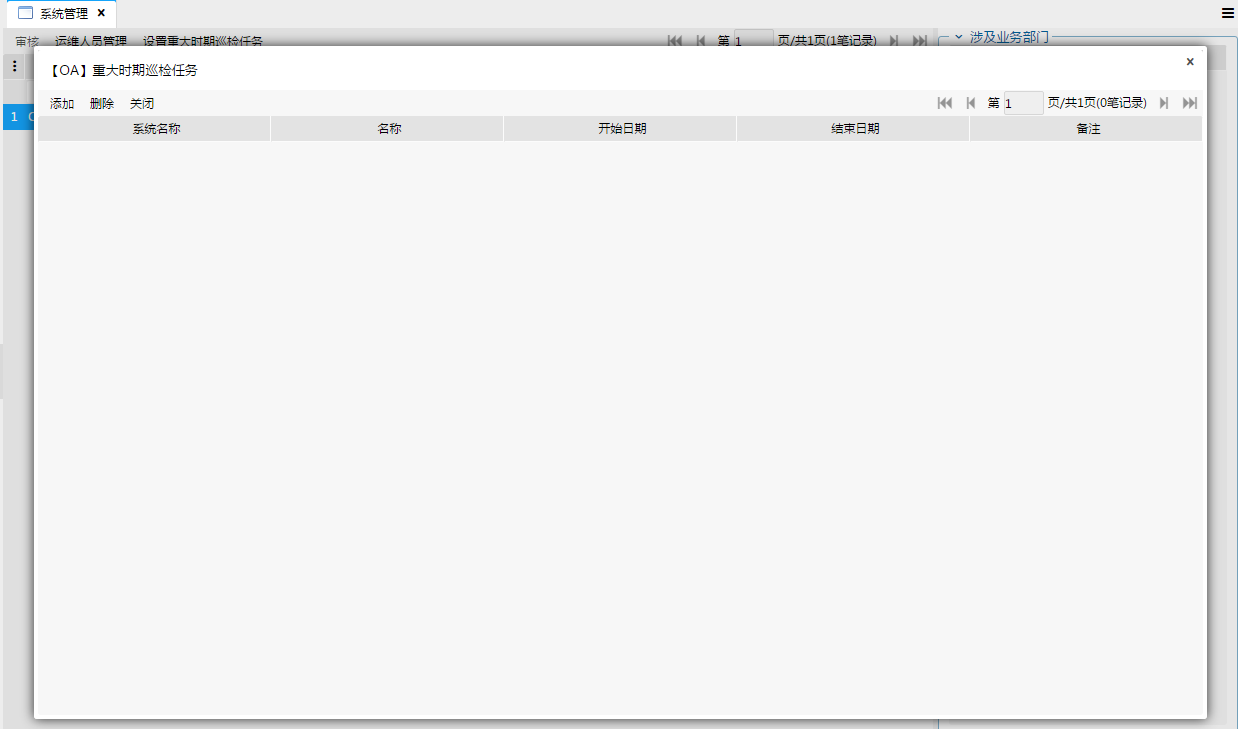 系统管理 x
审核 运维人员管理 设置重大时期巡检任务 第 1 页/共1页(1笔记录) 涉及业务部门
【OA】重大时期巡检任务 x
添加 删除 关闭 第 1 页/共1页(0笔记录)
系统名称 名称 开始日期 结束日期 备注
1